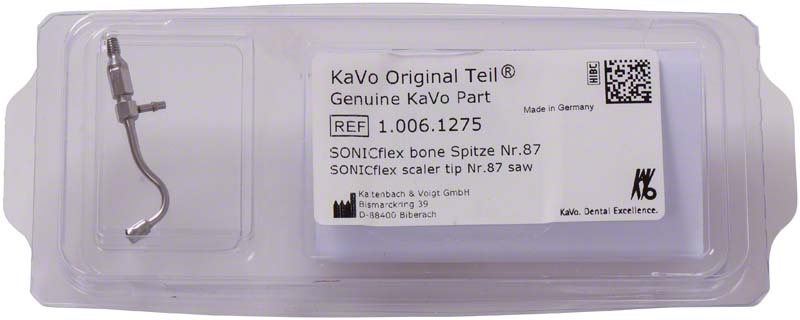 KaVo Original Teil®
Genuine KaVo Part
REF 1.006.1275
SONICflex bone Spitze Nr.87
SONICflex scaler tip Nr.87 saw
Kaltenbach & Voigt GmbH
Bismarckring 39
D-88400 Biberach
HIBC
Made in Germany
KAVO
KaVo. Dental Excellence.